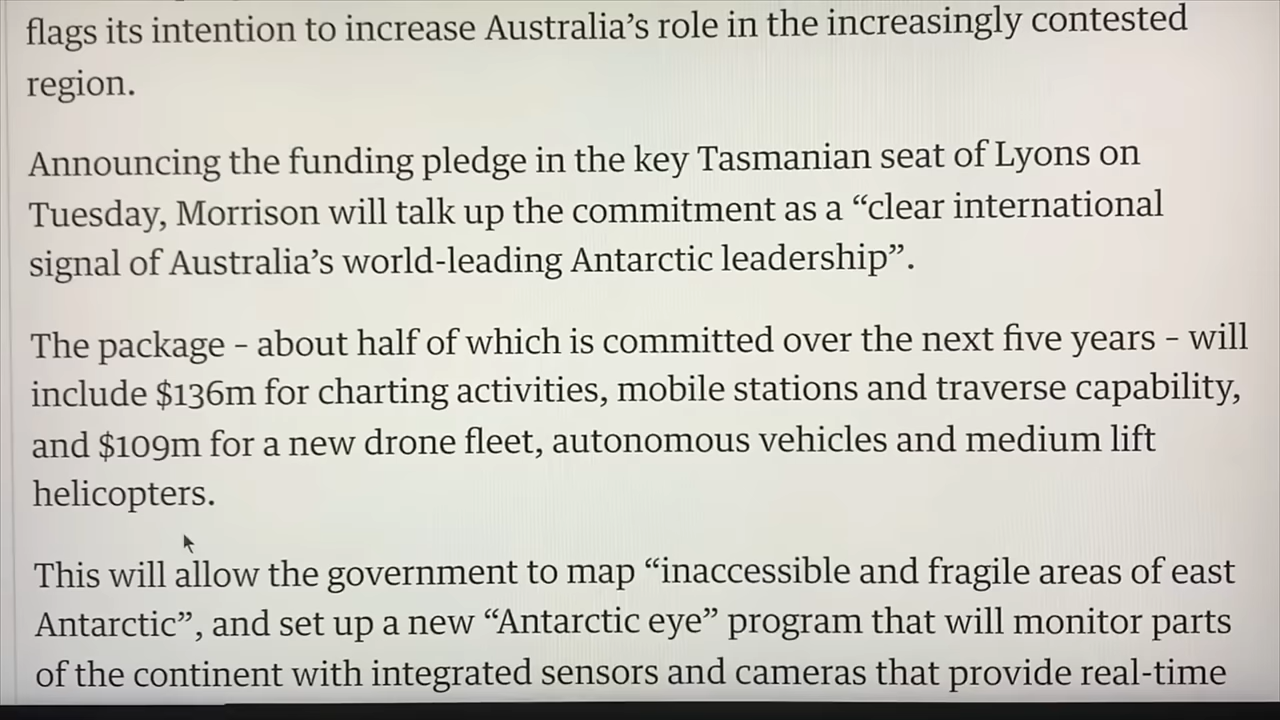 flags its intention to increase Australia’s role in the increasingly contested
region.
Announcing the funding pledge in the key Tasmanian seat of Lyons on
Tuesday, Morrison will talk up the commitment as a “clear international
signal of Australia’s world-leading Antarctic leadership”.
The package – about half of which is committed over the next five years – will
include $136m for charting activities, mobile stations and traverse capability,
and $109m for a new drone fleet, autonomous vehicles and medium lift
helicopters.
This will allow the government to map “inaccessible and fragile areas of east
Antarctic”, and set up a new “Antarctic eye” program that will monitor parts
of the continent with integrated sensors and cameras that provide real-time